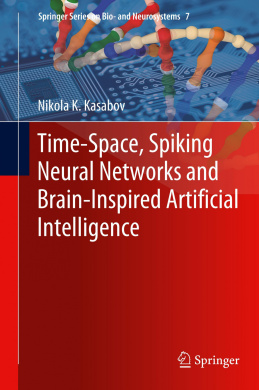 Springer Series on Bio- and Neurosystems 7
Nikola K. Kasabov
Time-Space, Spiking
Neural Networks and
Brain-Inspired Artificial
Intelligence
Springer